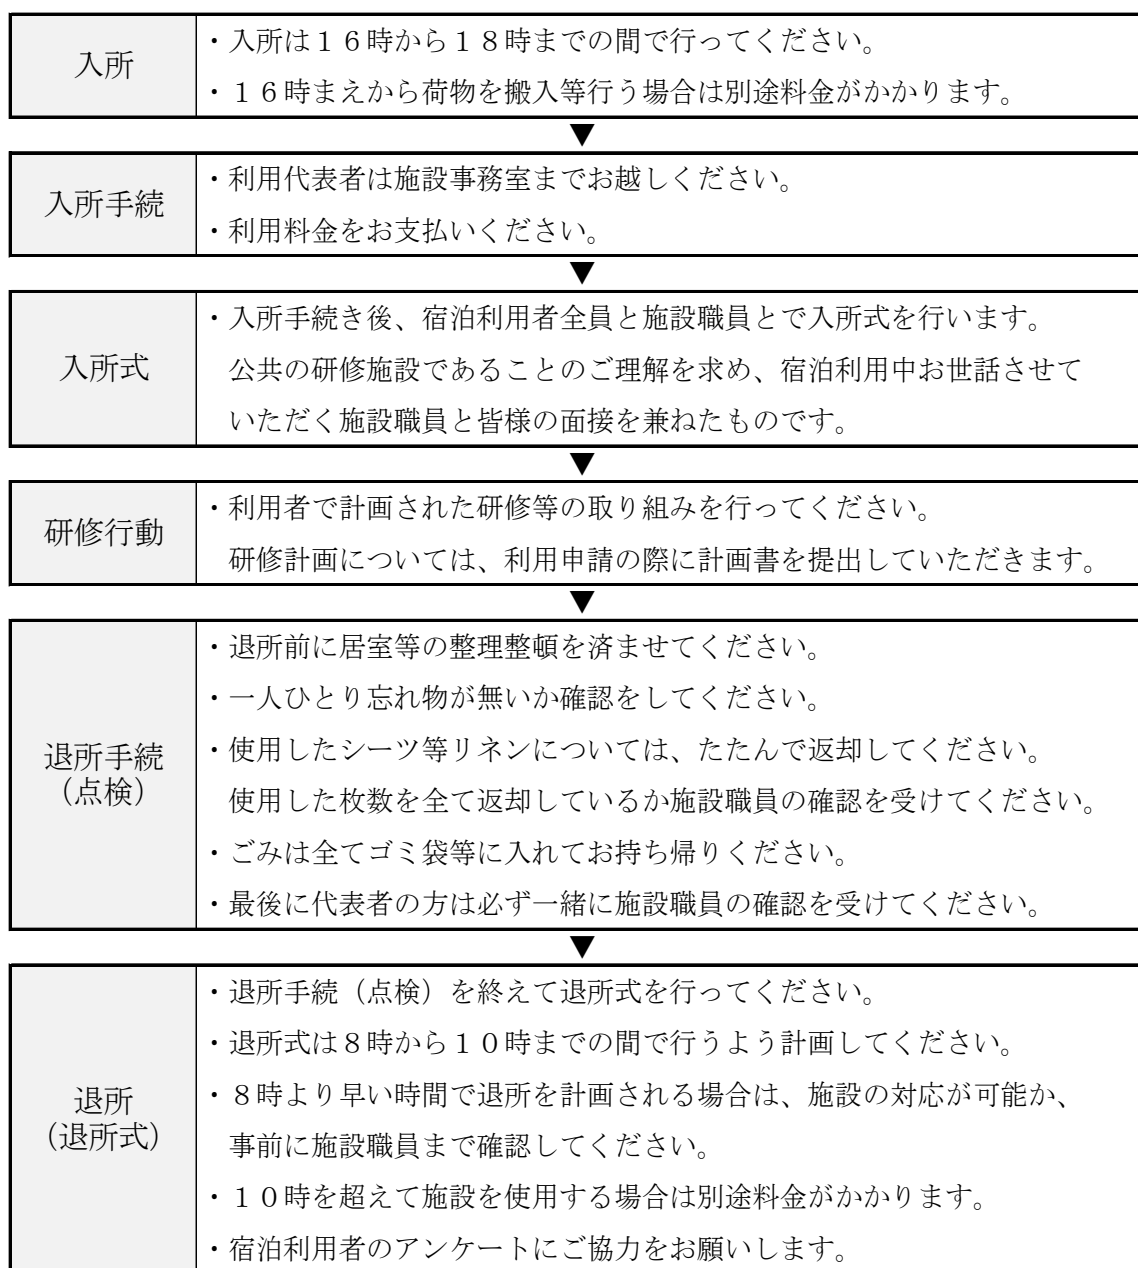 入所
・入所は１６時から１８時までの間で行ってください。
・１６時まえから荷物を搬入等行う場合は別途料金がかかります。
▼
入所手続
・利用代表者は施設事務室までお越しください。
・利用料金をお支払いください。
▼
入所式
・入所手続き後、宿泊利用者全員と施設職員とで入所式を行います。
公共の研修施設であることのご理解を求め、宿泊利用中お世話させて
いただく施設職員と皆様の面接を兼ねたものです。
▼
研修行動
・利用者で計画された研修等の取り組みを行ってください。
研修計画については、利用申請の際に計画書を提出していただきます。
▼
退所手続
（点検）
・退所前に居室等の整理整頓を済ませてください。
・一人ひとり忘れ物が無いか確認をしてください。
・使用したシーツ等リネンについては、たたんで返却してください。
使用した枚数を全て返却しているか施設職員の確認を受けてください。
・ごみは全てゴミ袋等に入れてお持ち帰りください。
・最後に代表者の方は必ず一緒に施設職員の確認を受けてください。
▼
退所
（退所式）
・退所手続（点検）を終えて退所式を行ってください。
・退所式は８時から１０時までの間で行うよう計画してください。
・８時より早い時間で退所を計画される場合は、施設の対応が可能か、
事前に施設職員まで確認してください。
・１０時を超えて施設を使用する場合は別途料金がかかります。
・宿泊利用者のアンケートにご協力をお願いします。